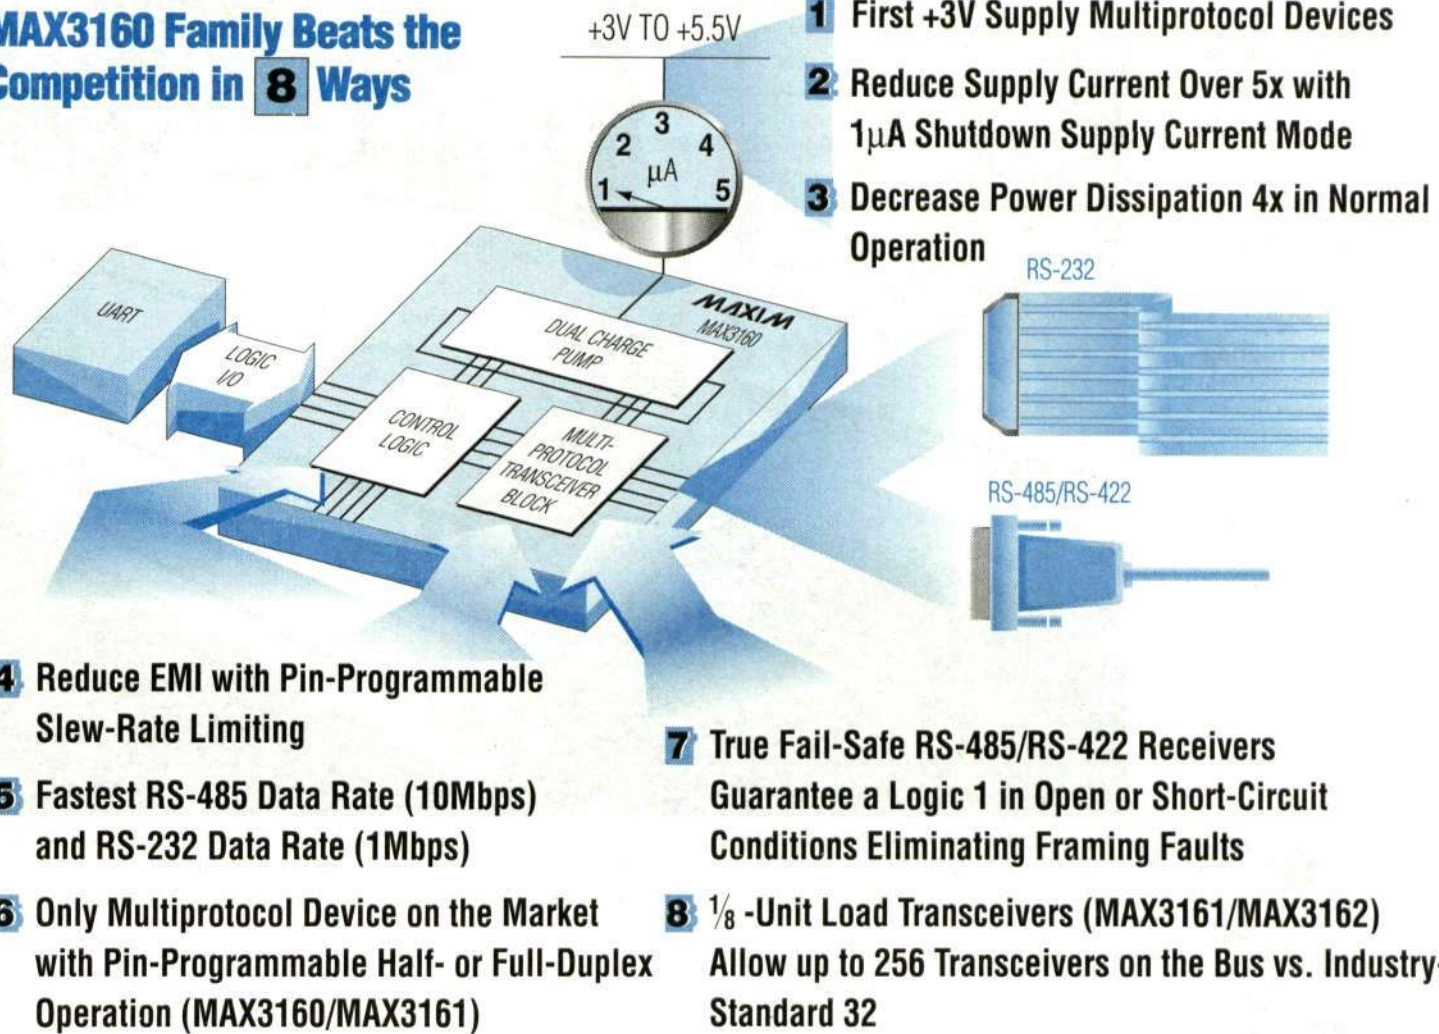 MAX3160 Family Beats the
Competition in 8 Ways
+3V TO +5.5V
1 First +3V Supply Multiprotocol Devices
2 Reduce Supply Current Over 5x with
1µA Shutdown Supply Current Mode
3 Decrease Power Dissipation 4x in Normal
Operation
1 2 3 4 5
µA
UART
LOGIC
I/O
MAXIM
MAX3160
DUAL CHARGE
PUMP
CONTROL
LOGIC
MULTI-
PROTOCOL
TRANSCEIVER
BLOCK
RS-232
RS-485/RS-422
4 Reduce EMI with Pin-Programmable
Slew-Rate Limiting
5 Fastest RS-485 Data Rate (10Mbps)
and RS-232 Data Rate (1Mbps)
6 Only Multiprotocol Device on the Market
with Pin-Programmable Half- or Full-Duplex
Operation (MAX3160/MAX3161)
7 True Fail-Safe RS-485/RS-422 Receivers
Guarantee a Logic 1 in Open or Short-Circuit
Conditions Eliminating Framing Faults
8 1/8 -Unit Load Transceivers (MAX3161/MAX3162)
Allow up to 256 Transceivers on the Bus vs. Industry-
Standard 32